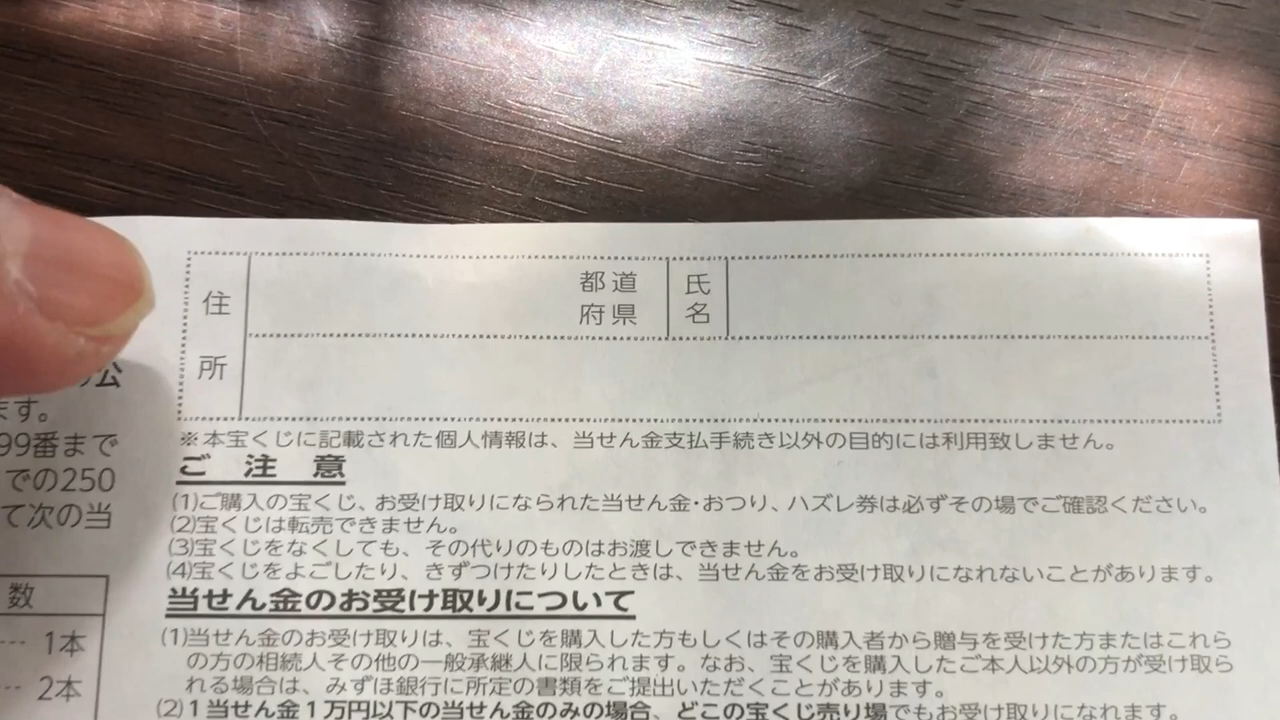 住所
都道
府県
氏名
※本宝くじに記載された個人情報は、当せん金支払手続き以外の目的には利用致しません。
ご注意
(1)ご購入の宝くじ、お受け取りになられた当せん金・おつり、ハズレ券は必ずその場でご確認ください。
(2)宝くじは転売できません。
(3)宝くじをなくしても、その代りのものはお渡しできません。
(4)宝くじをよごしたり、きずつけたりしたときは、当せん金をお受け取りになれないことがあります。
当せん金のお受け取りについて
(1)当せん金のお受け取りは、宝くじを購入した方もしくはその購入者から贈与を受けた方またはこれら
の方の相続人その他の一般承継人に限られます。なお、宝くじを購入したご本人以外の方が受け取ら
れる場合は、みずほ銀行に所定の書類をご提出いただくことがあります。
(2)1当せん金1万円以下の当せん金のみの場合、どこの宝くじ売り場でもお受け取りになれます。
公
ます。
99番まで
での250
て次の当
数
1本
2本